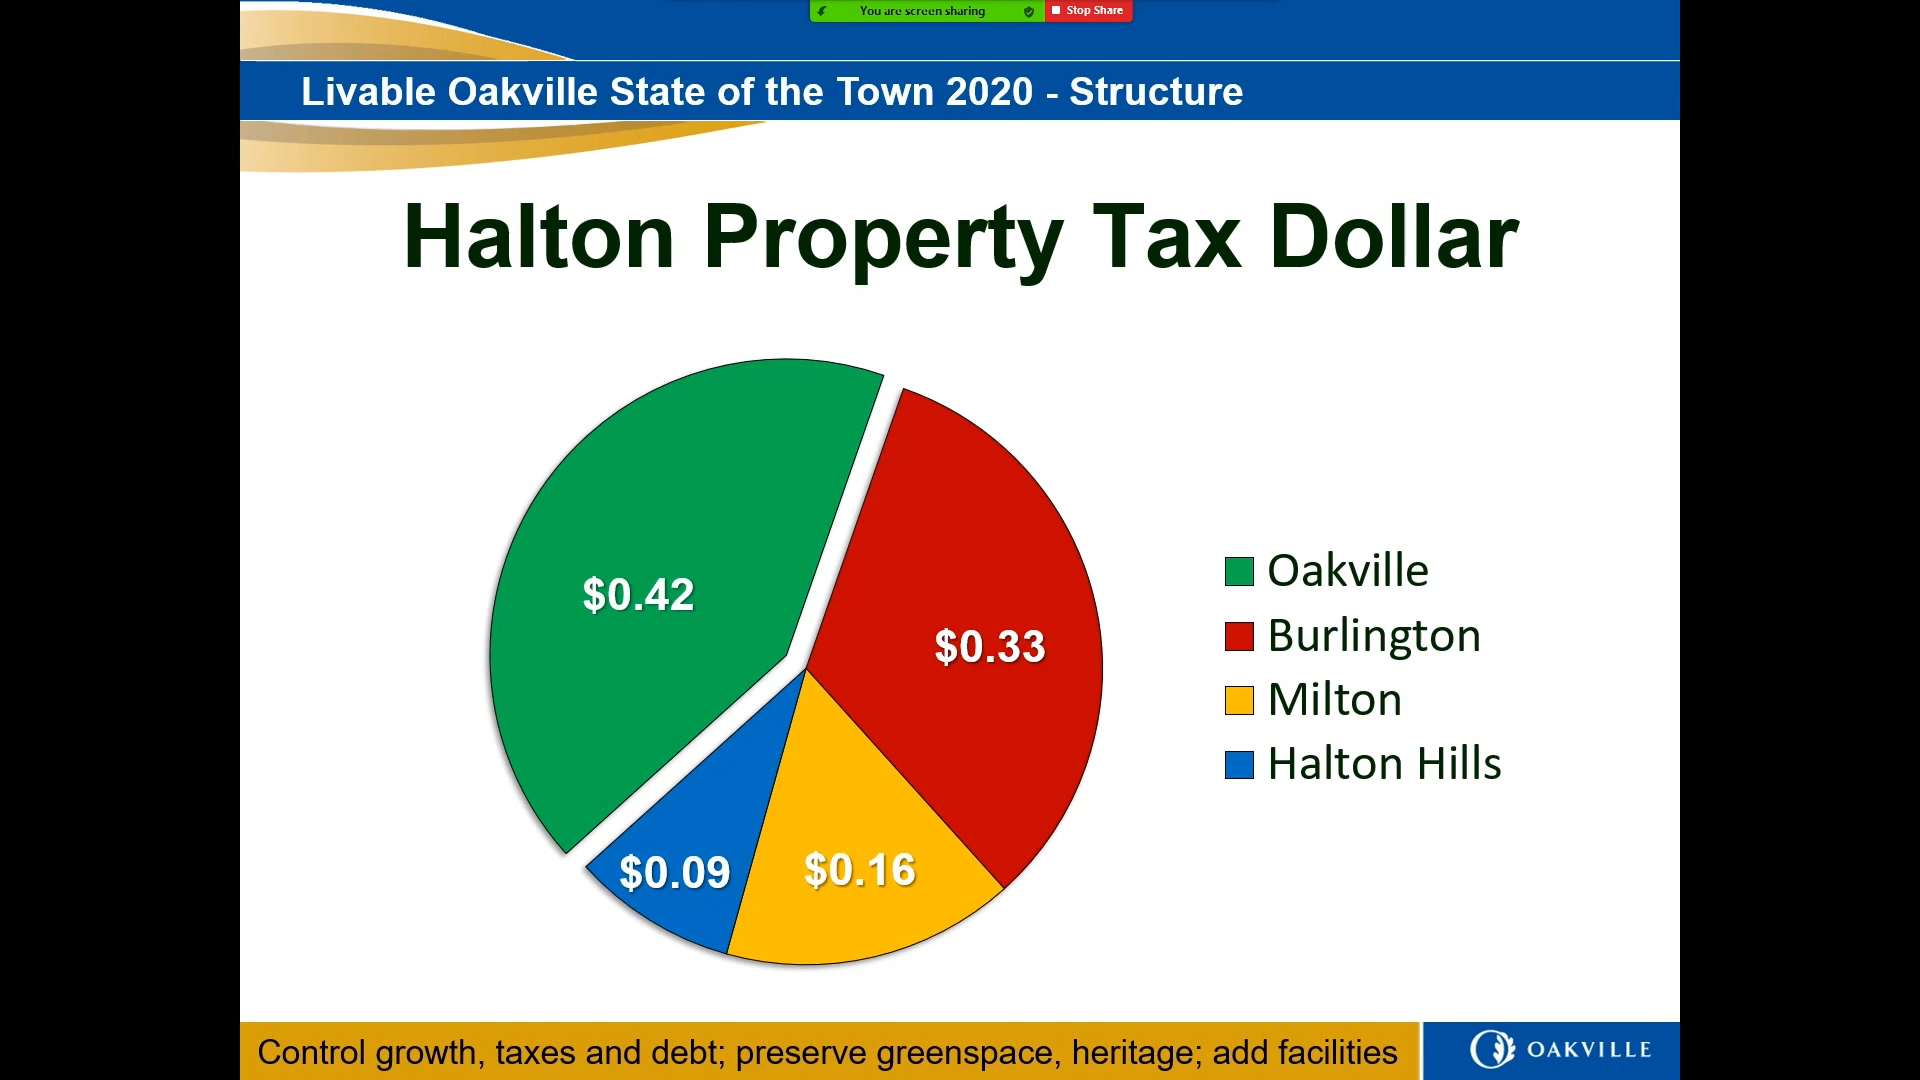 You are screen sharing
Stop Share
Livable Oakville State of the Town 2020 - Structure
Halton Property Tax Dollar
$0.42
$0.33
$0.09
$0.16
Oakville
Burlington
Milton
Halton Hills
Control growth, taxes and debt; preserve greenspace, heritage; add facilities
OAKVILLE